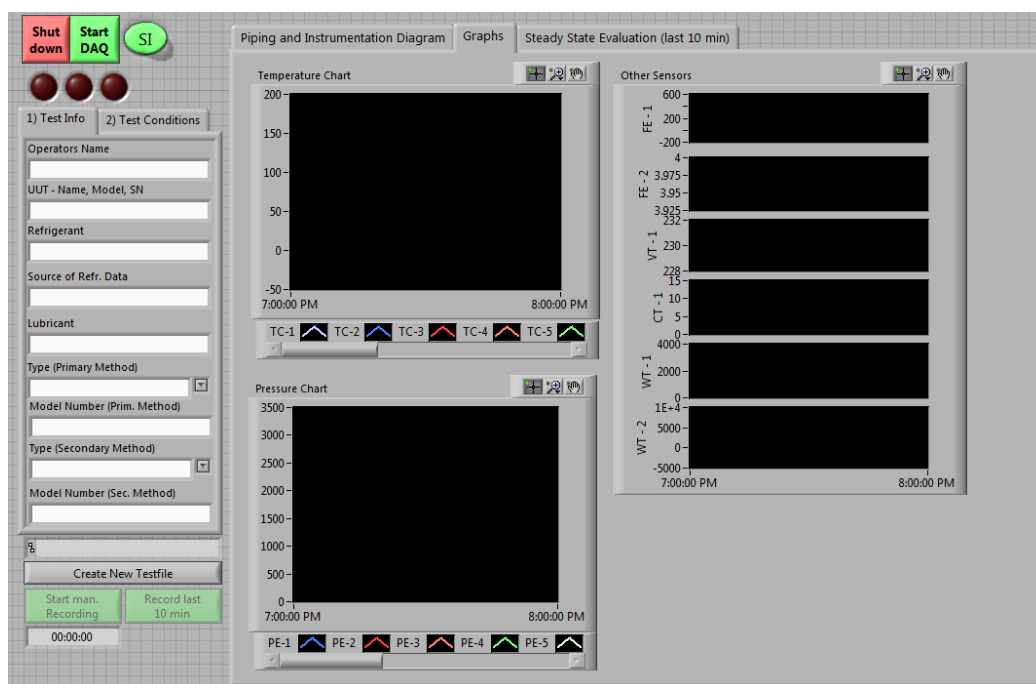 Shut down
Start DAQ
SI
1) Test Info
2) Test Conditions
Operators Name
UUT - Name, Model, SN
Refrigerant
Source of Refr. Data
Lubricant
Type (Primary Method)
Model Number (Prim. Method)
Type (Secondary Method)
Model Number (Sec. Method)
Create New Testfile
Start man. Recording
Record last 10 min
00:00:00
Piping and Instrumentation Diagram
Graphs
Steady State Evaluation (last 10 min)
Temperature Chart
200
150
100
50
0
-50
7:00:00 PM
8:00:00 PM
TC-1
TC-2
TC-3
TC-4
TC-5
Pressure Chart
3500
3000
2500
2000
1500
1000
500
0
7:00:00 PM
8:00:00 PM
PE-1
PE-2
PE-3
PE-4
PE-5
Other Sensors
FE - 1
600
200
-200
FE - 2
4
3.975
3.95
3.925
VT - 1
232
230
228
CT - 1
15
10
5
0
WT - 1
4000
2000
0
WT - 2
1E+4
5000
0
-5000
7:00:00 PM
8:00:00 PM